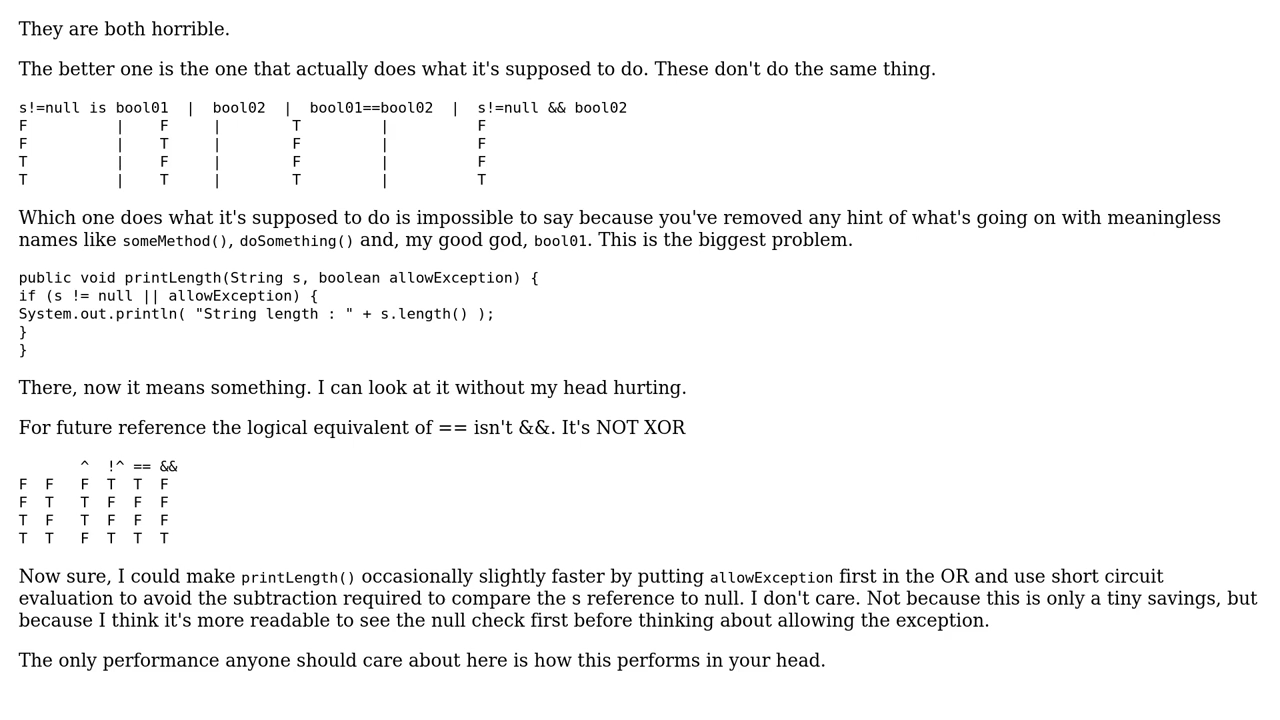 They are both horrible.
The better one is the one that actually does what it's supposed to do. These don't do the same thing.
s!=null is bool01  |  bool02  |  bool01==bool02  |  s!=null && bool02
F          |    F     |        T         |          F
F          |    T     |        F         |          F
T          |    F     |        F         |          F
T          |    T     |        T         |          T
Which one does what it's supposed to do is impossible to say because you've removed any hint of what's going on with meaningless
names like someMethod(), doSomething() and, my good god, bool01. This is the biggest problem.
public void printLength(String s, boolean allowException) {
if (s != null || allowException) {
System.out.println( "String length : " + s.length() );
}
}
There, now it means something. I can look at it without my head hurting.
For future reference the logical equivalent of == isn't &&. It's NOT XOR
       ^  !^ == &&
F  F   F  T  T  F
F  T   T  F  F  F
T  F   T  F  F  F
T  T   F  T  T  T
Now sure, I could make printLength() occasionally slightly faster by putting allowException first in the OR and use short circuit
evaluation to avoid the subtraction required to compare the s reference to null. I don't care. Not because this is only a tiny savings, but
because I think it's more readable to see the null check first before thinking about allowing the exception.
The only performance anyone should care about here is how this performs in your head.